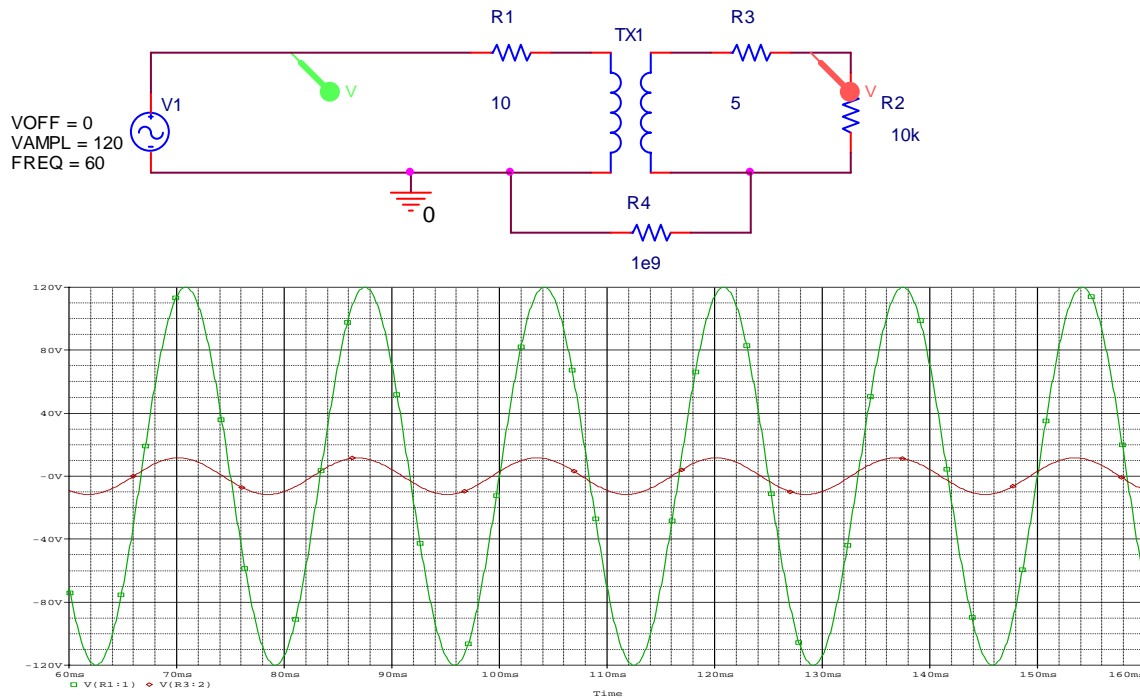 R1
TX1
R3
V
V
V1
10
5
R2
VOFF = 0
VAMPL = 120
FREQ = 60
10k
R4
0
1e9
120V
80V
40V
-0V
-40V
-80V
-120V
60ms
70ms
80ms
90ms
100ms
110ms
120ms
130ms
140ms
150ms
160ms
V(R1:1)
V(R3:2)
Time